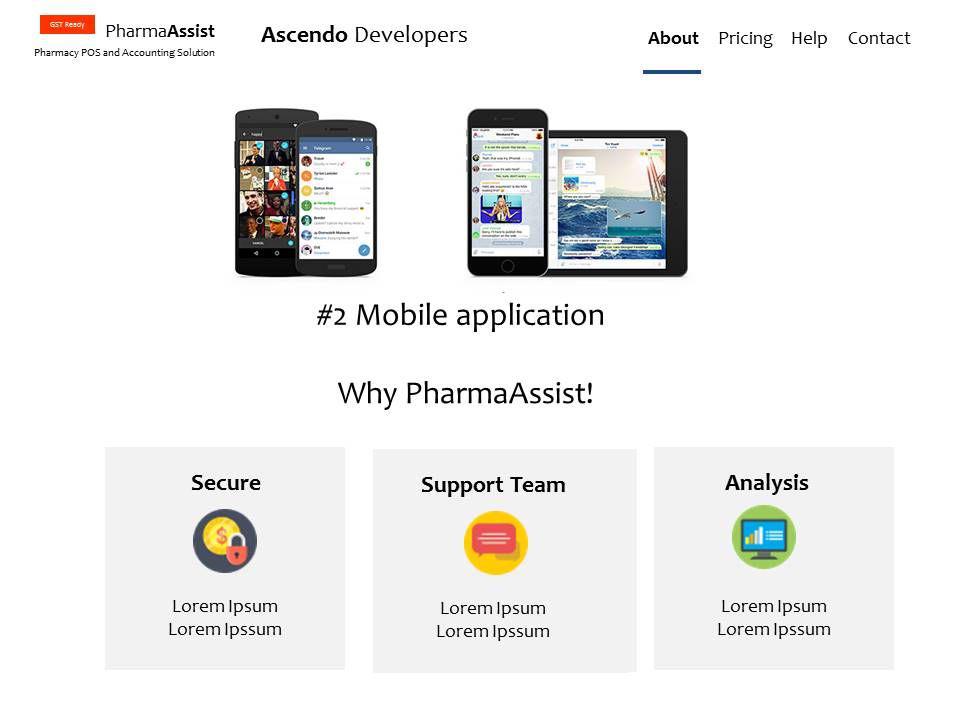 GST Ready
PharmaAssist
Pharmacy POS and Accounting Solution
Ascendo Developers
About
Pricing
Help
Contact
Telegram
#2 Mobile application
Why PharmaAssist!
Secure
Support Team
Analysis
Lorem Ipsum
Lorem Ipssum
Lorem Ipsum
Lorem Ipssum
Lorem Ipsum
Lorem Ipssum